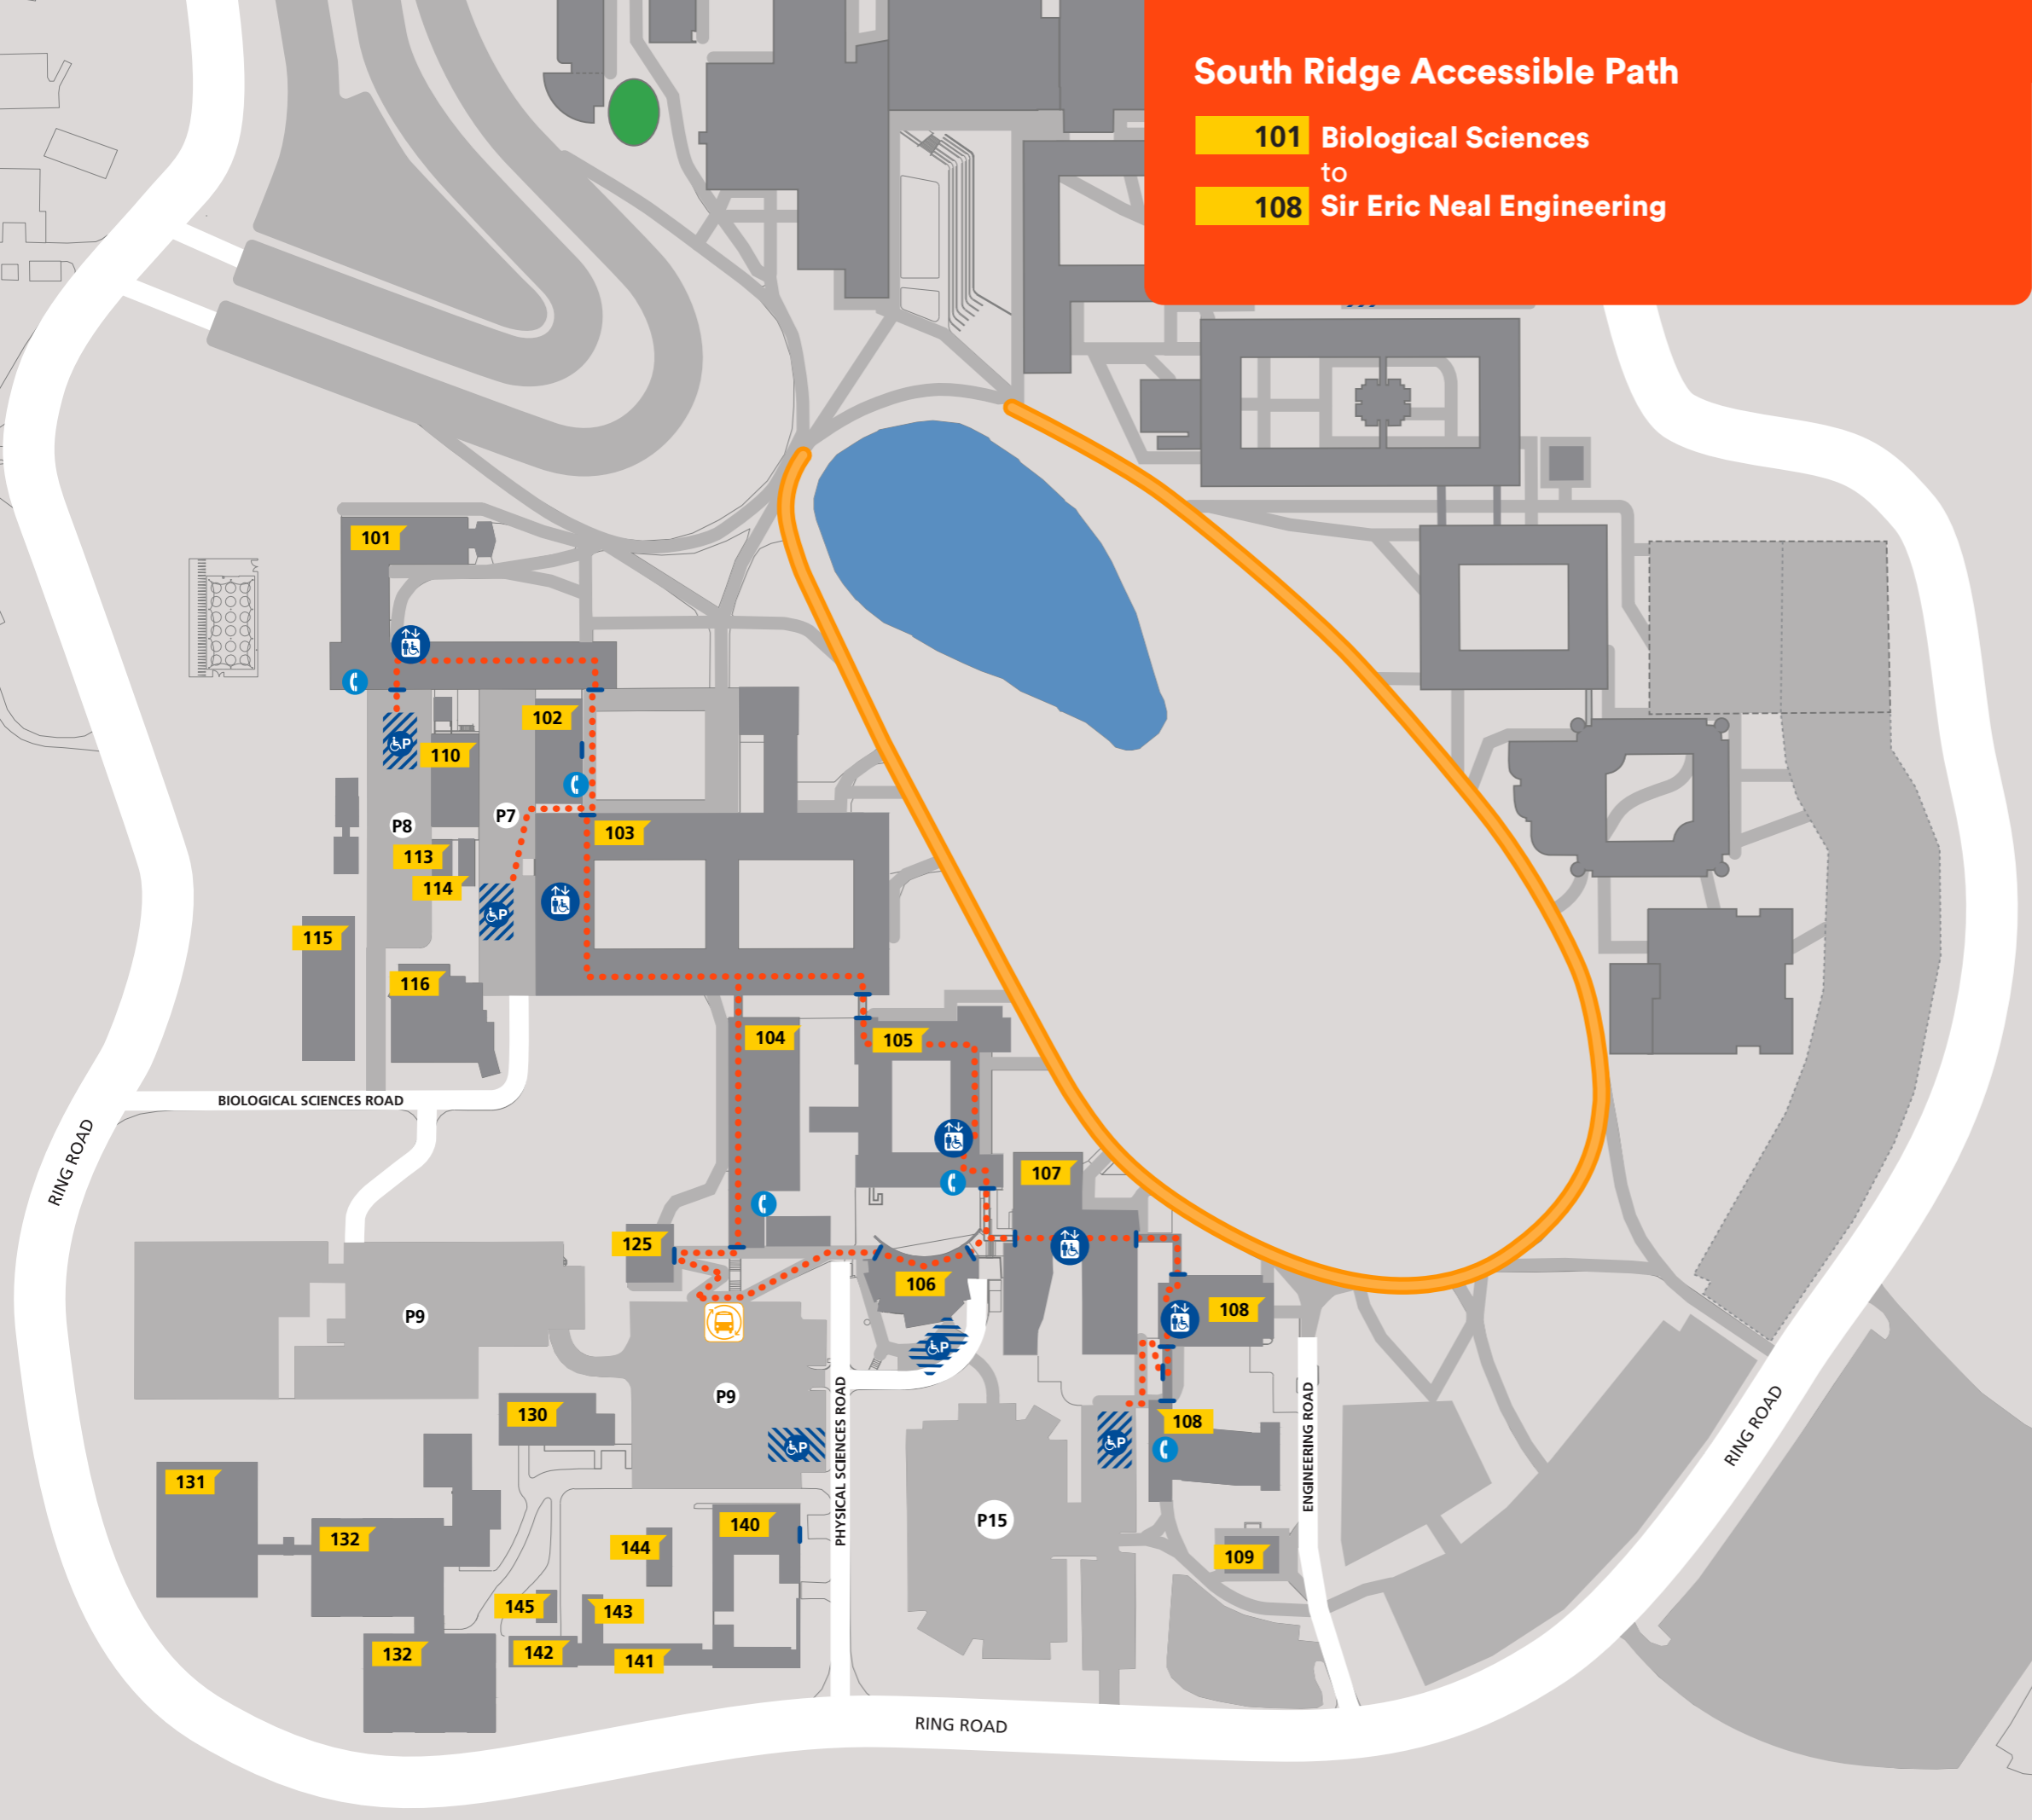 South Ridge Accessible Path
101 Biological Sciences
to
108 Sir Eric Neal Engineering
101
102
P
110
P7
P8
103
113
114
P
115
116
104
105
BIOLOGICAL SCIENCES ROAD
RING ROAD
107
125
106
108
P9
P
P9
PHYSICAL SCIENCES ROAD
ENGINEERING ROAD
RING ROAD
130
108
P
P
131
P15
140
132
144
109
145
143
142
141
132
RING ROAD